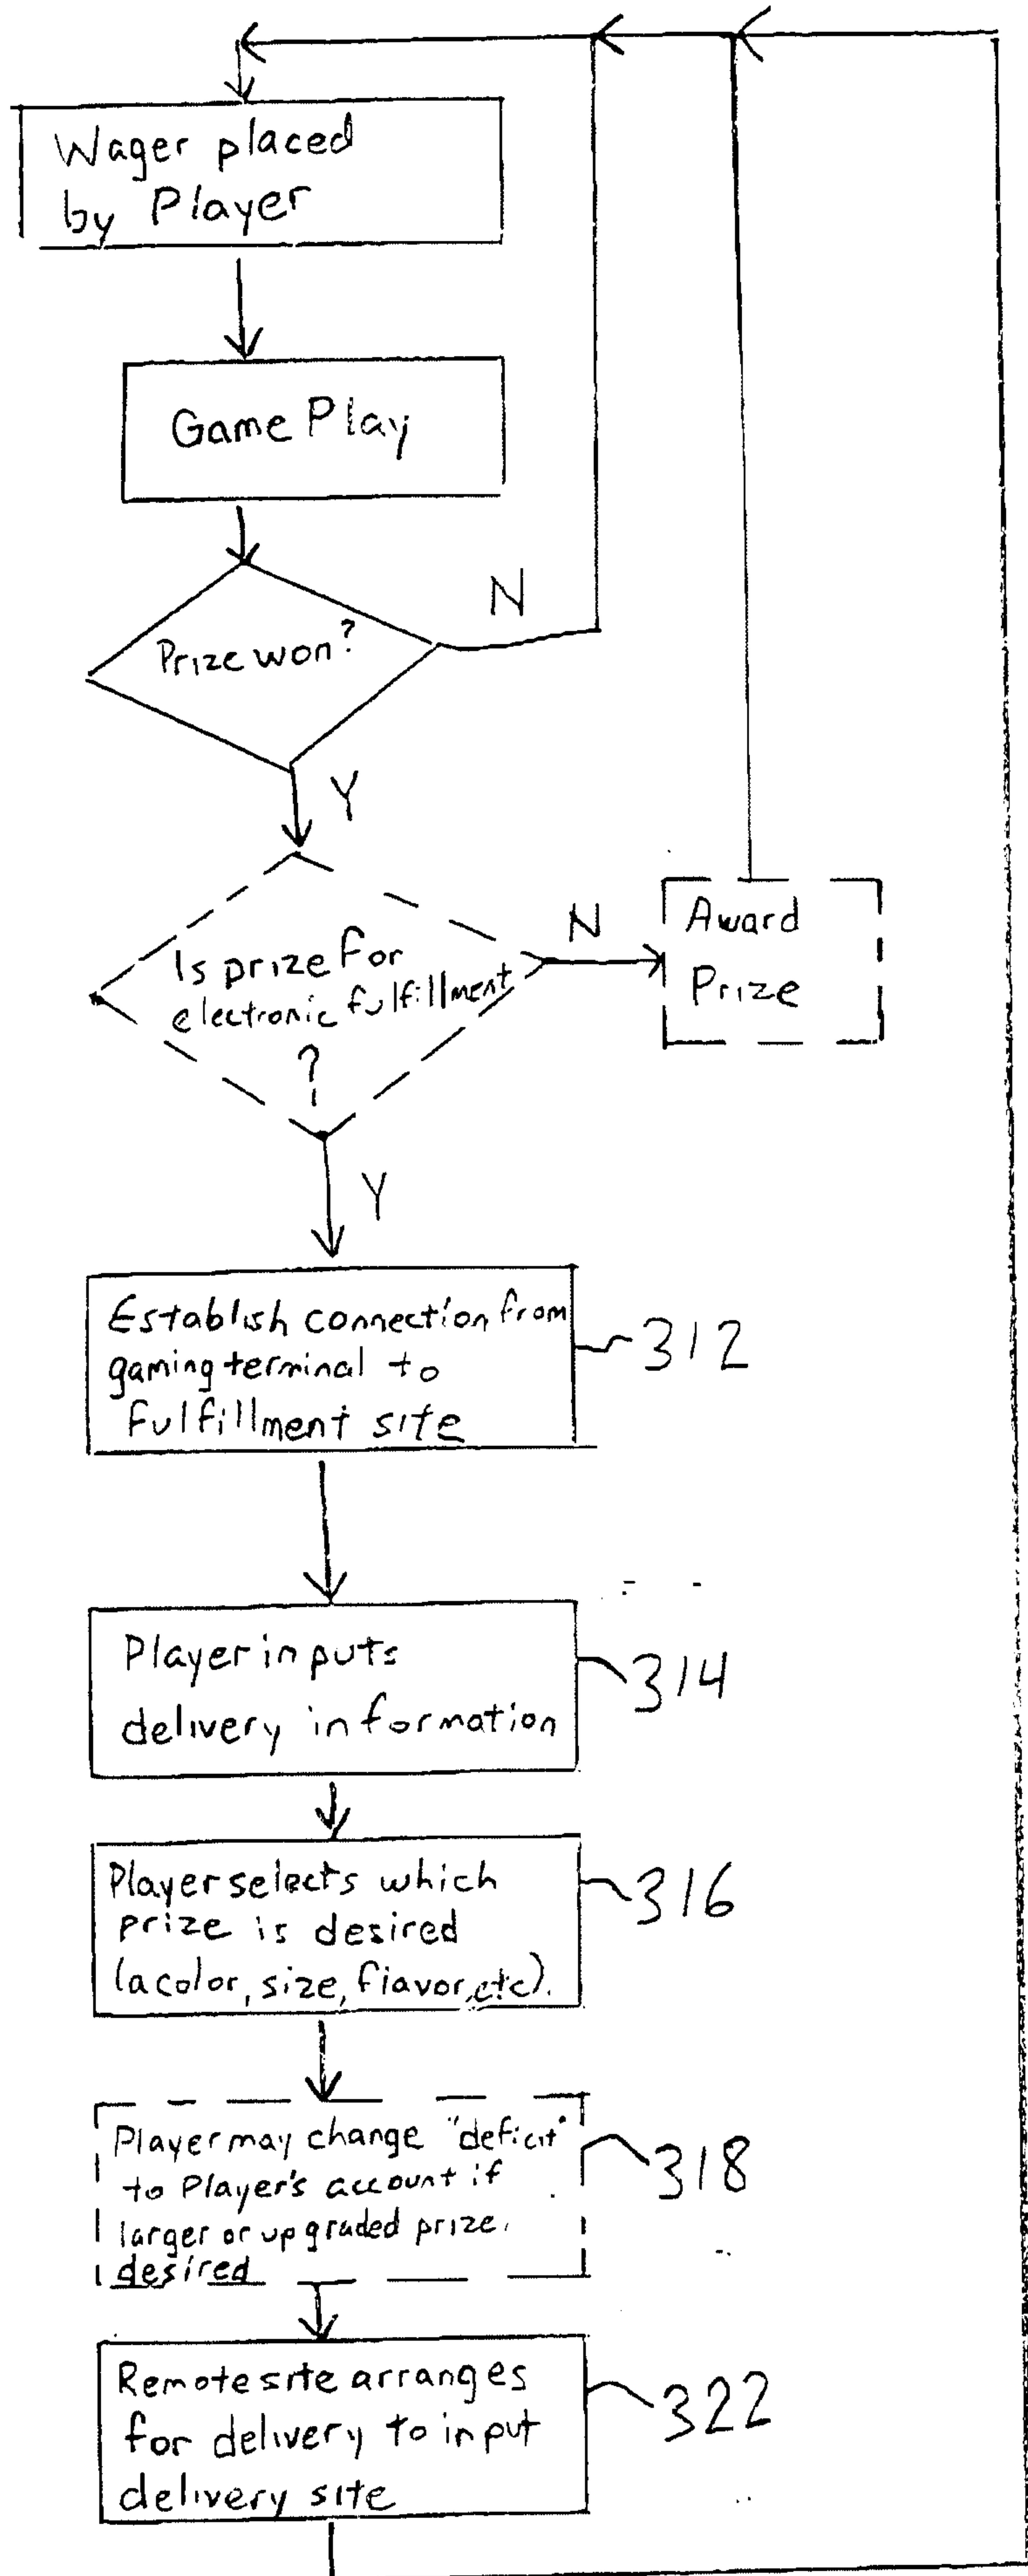 Wager placed
by Player
Game Play
Prize won?
N
Y
Is prize for
electronic fulfillment
?
N
Award
Prize
Y
Establish connection from
gaming terminal to
fulfillment site
312
Player inputs
delivery information
314
Player selects which
prize is desired
(a color, size, flavor, etc).
316
Player may change "deficit"
to Player's account if
larger or upgraded prize
desired
318
Remote site arranges
for delivery to input
delivery site
322